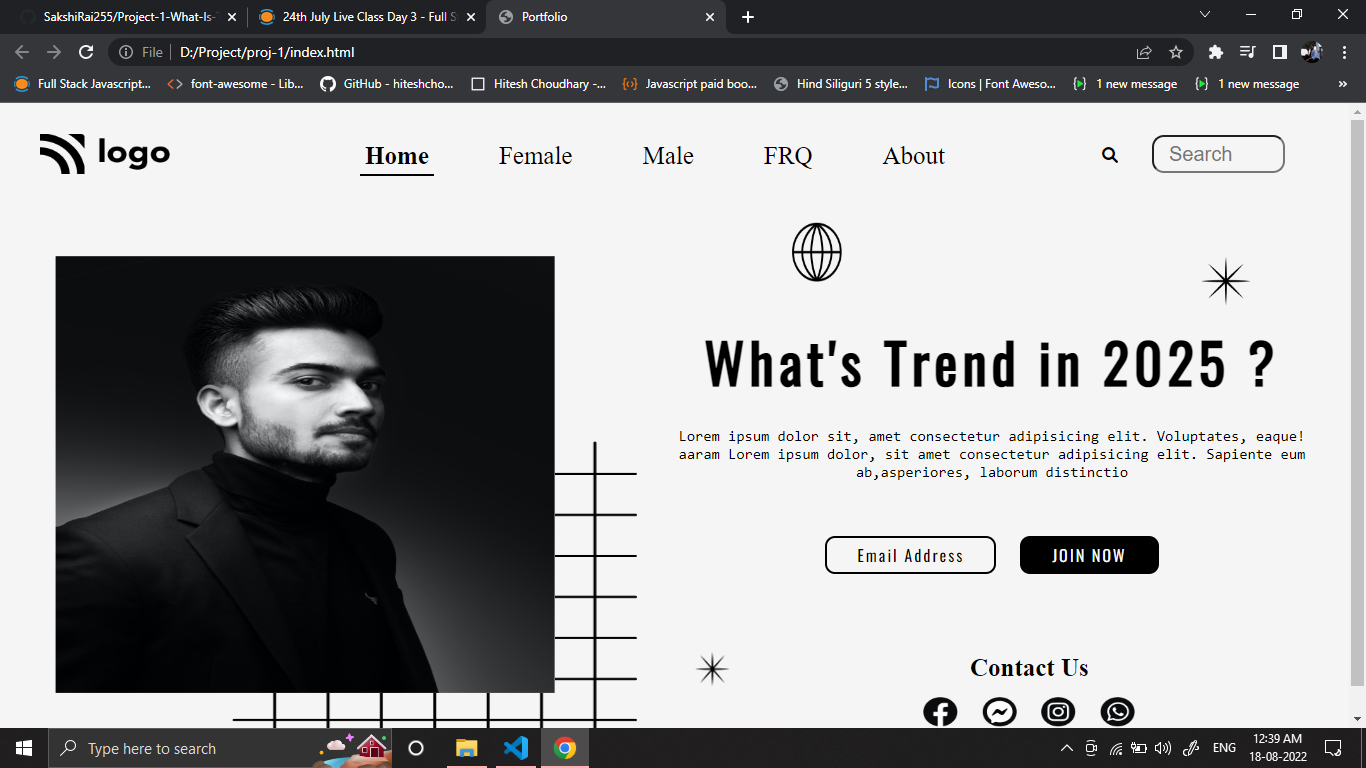 SakshiRai255/Project-1-What-Is-
24th July Live Class Day 3 - Full S
Portfolio
File
D:/Project/proj-1/index.html
Full Stack Javascript...
font-awesome - Lib...
GitHub - hiteshcho...
Hitesh Choudhary -...
Javascript paid boo...
Hind Siliguri 5 style...
Icons | Font Aweso...
1 new message
1 new message
»
logo
Home
Female
Male
FRQ
About
Search
What's Trend in 2025 ?
Lorem ipsum dolor sit, amet consectetur adipisicing elit. Voluptates, eaque!
aaram Lorem ipsum dolor, sit amet consectetur adipisicing elit. Sapiente eum
ab,asperiores, laborum distinctio
Email Address
JOIN NOW
Contact Us
Type here to search
ENG
12:39 AM
18-08-2022